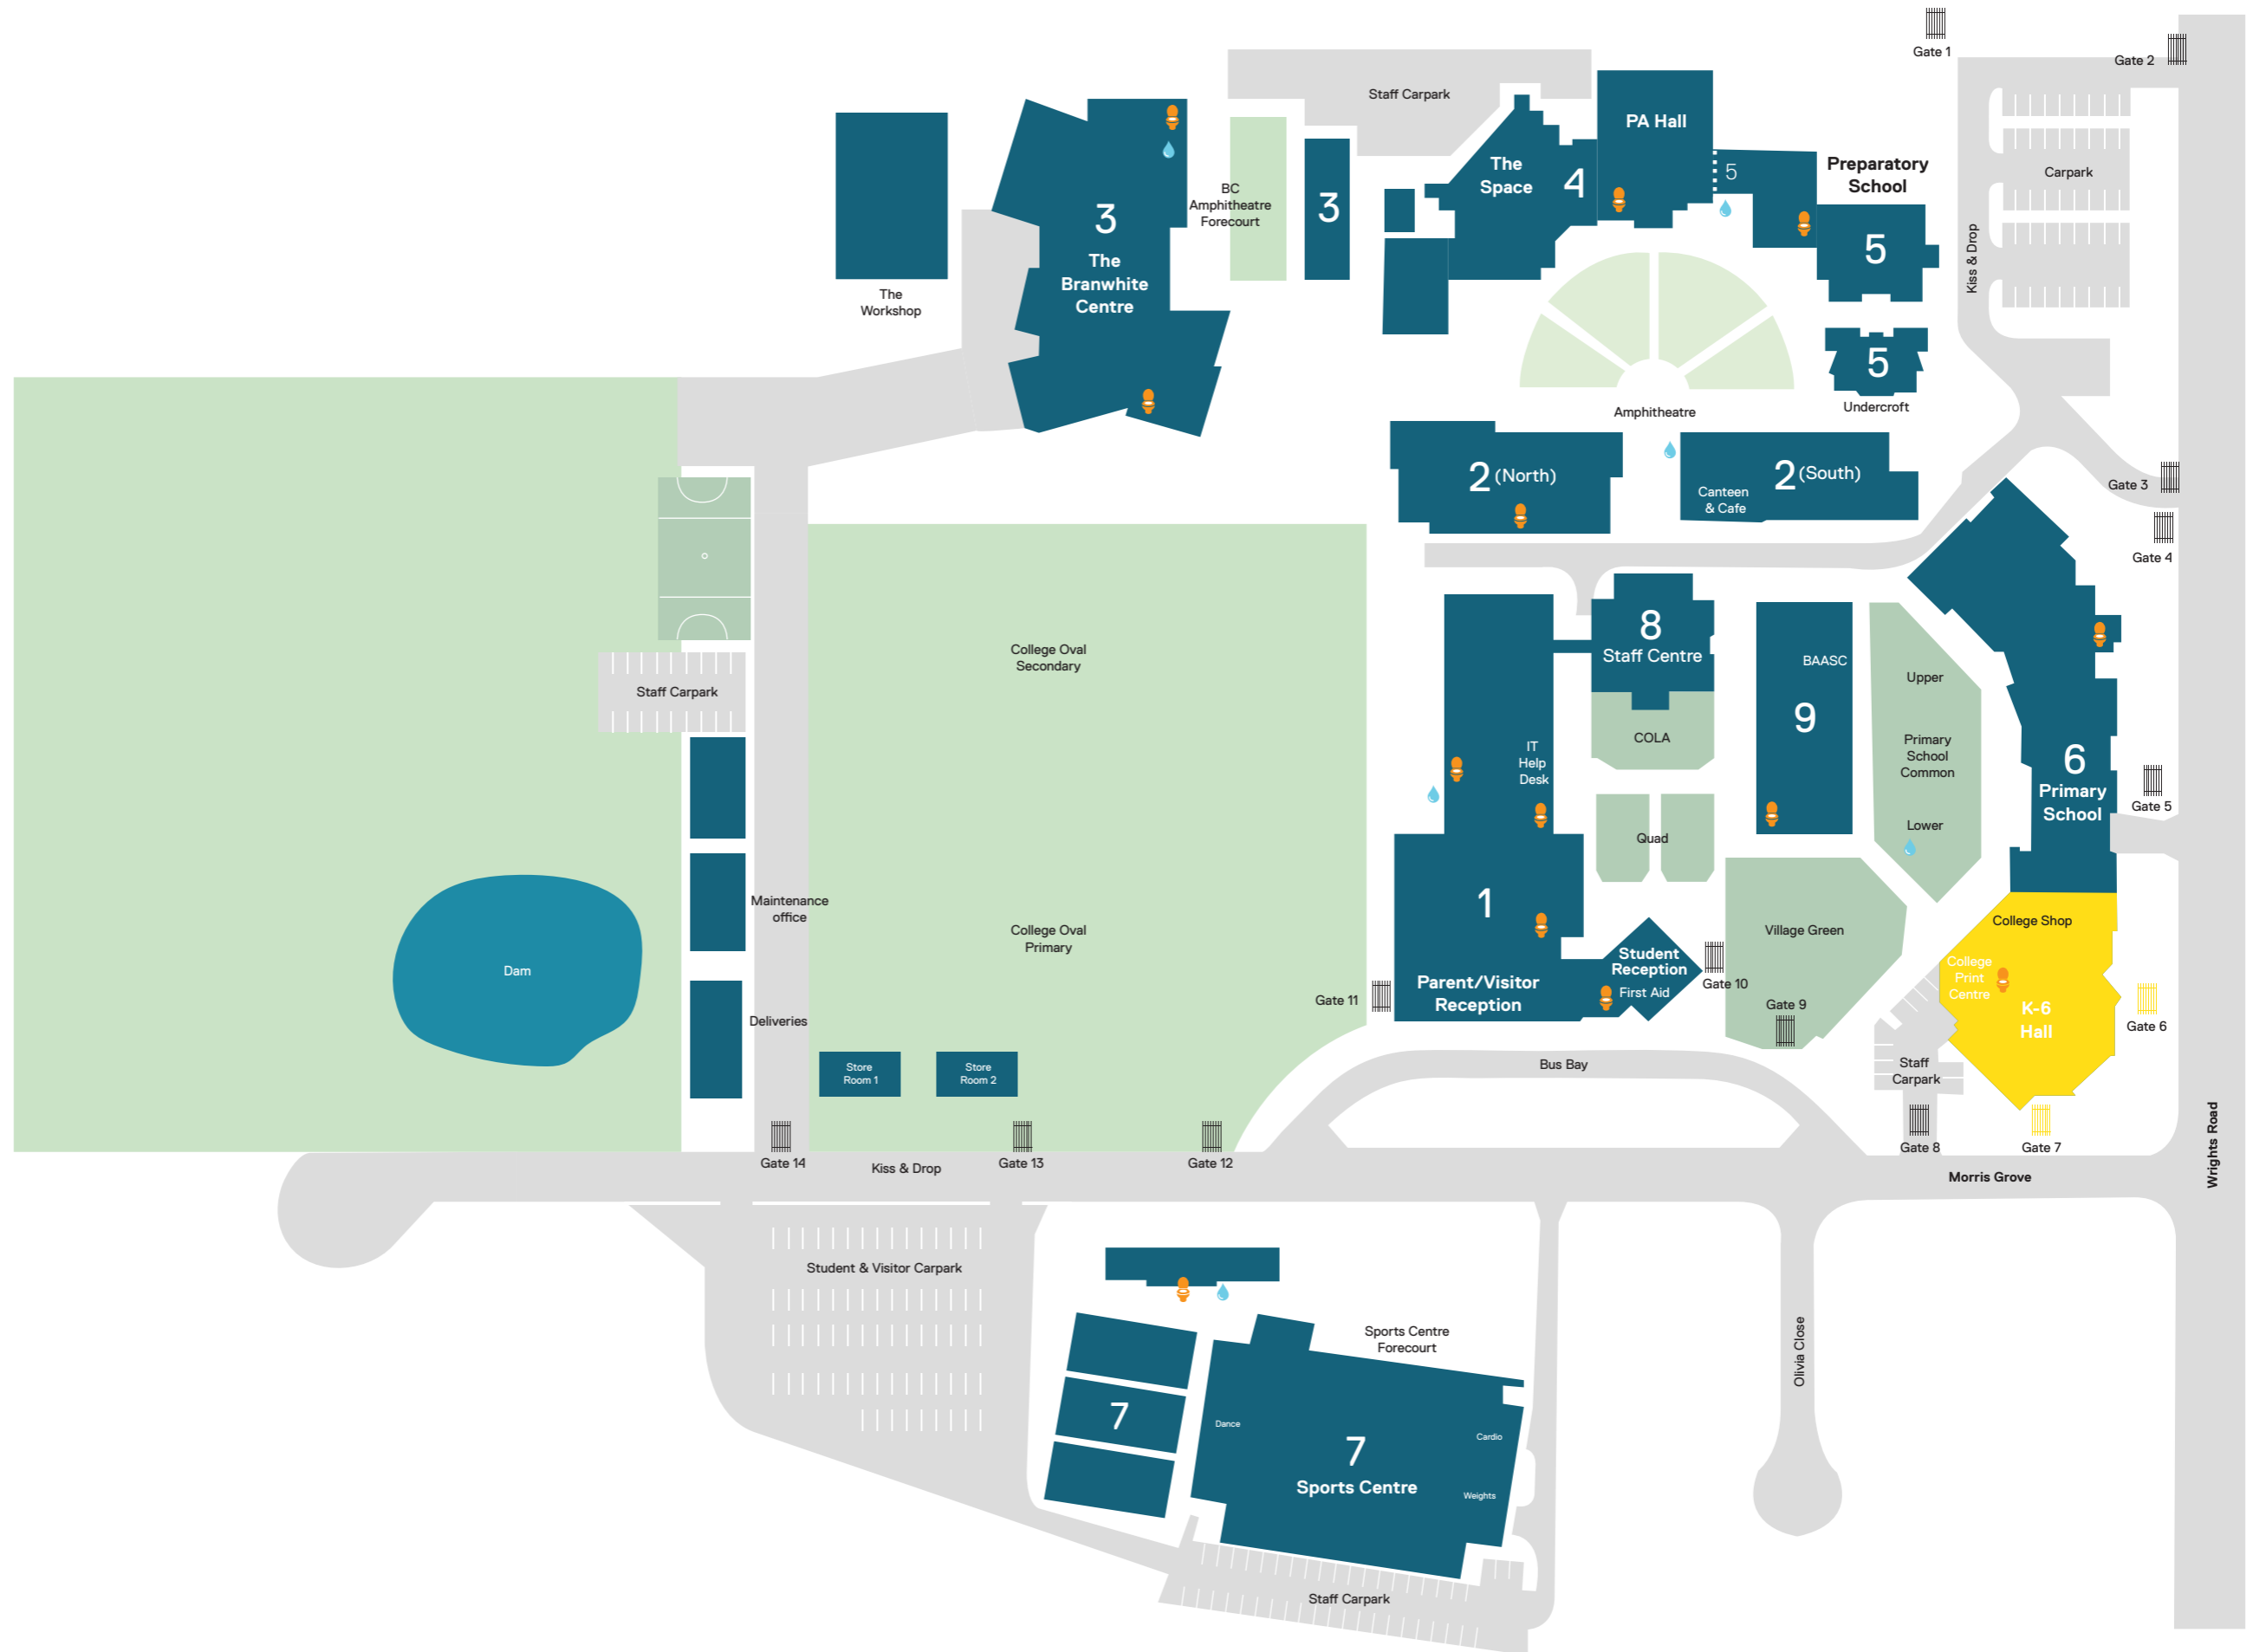 Gate 1
Gate 2
Staff Carpark
PA Hall
The
Space
4
5
Preparatory
School
Carpark
BC
Amphitheatre
Forecourt
3
3
The
Branwhite
Centre
5
Kiss & Drop
The
Workshop
5
Undercroft
Amphitheatre
2 (North)
2 (South)
Canteen
& Cafe
Gate 3
Gate 4
College Oval
Secondary
8
Staff Centre
BAASC
9
Upper
Primary
School
Common
Lower
Staff Carpark
COLA
IT
Help
Desk
6
Primary
School
Gate 5
Quad
1
Maintenance
office
College Oval
Primary
Village Green
College Shop
Student
Reception
First Aid
College
Print
Centre
Dam
Parent/Visitor
Reception
Gate 11
Gate 10
Gate 9
K-6
Hall
Gate 6
Deliveries
Store
Room 1
Store
Room 2
Bus Bay
Staff
Carpark
Gate 14
Kiss & Drop
Gate 13
Gate 12
Gate 8
Gate 7
Morris Grove
Wrights Road
Student & Visitor Carpark
Sports Centre
Forecourt
Olivia Close
7
Dance
Cardio
7
Sports Centre
Weights
Staff Carpark